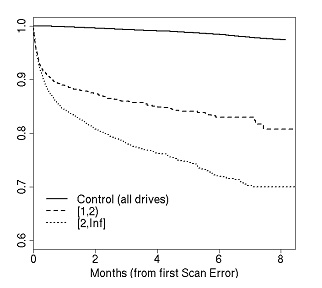 1.0
0.9
0.8
0.7
0.6
Control (all drives)
[1,2)
[2,Inf]
0 2 4 6 8
Months (from first Scan Error)